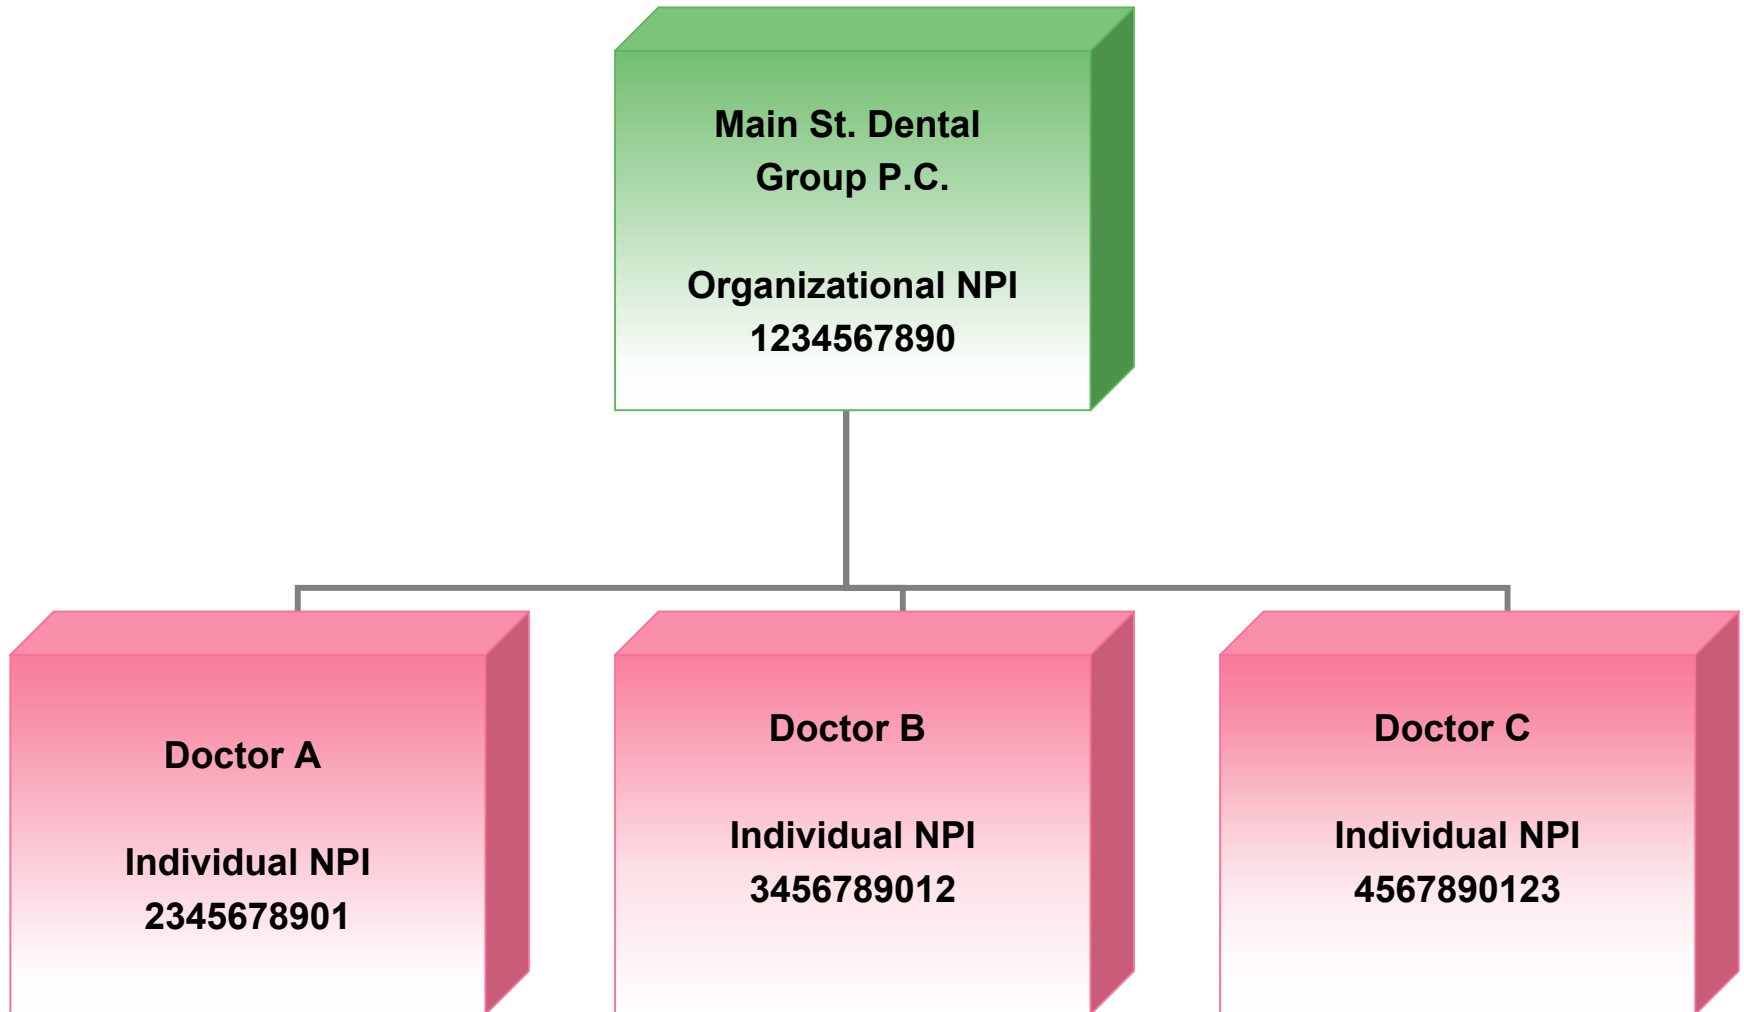 Main St. Dental
Group P.C.
Organizational NPI
1234567890
Doctor A
Individual NPI
2345678901
Doctor B
Individual NPI
3456789012
Doctor C
Individual NPI
4567890123